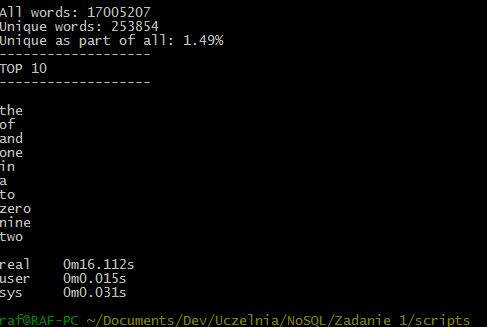 All words: 17005207
Unique words: 253854
Unique as part of all: 1.49%
-------------------
TOP 10
-------------------
the
of
and
one
in
a
to
zero
nine
two
real    0m16.112s
user    0m0.015s
sys     0m0.031s
raf@RAF-PC ~/Documents/Dev/Uczelnia/NoSQL/Zadanie 1/scripts